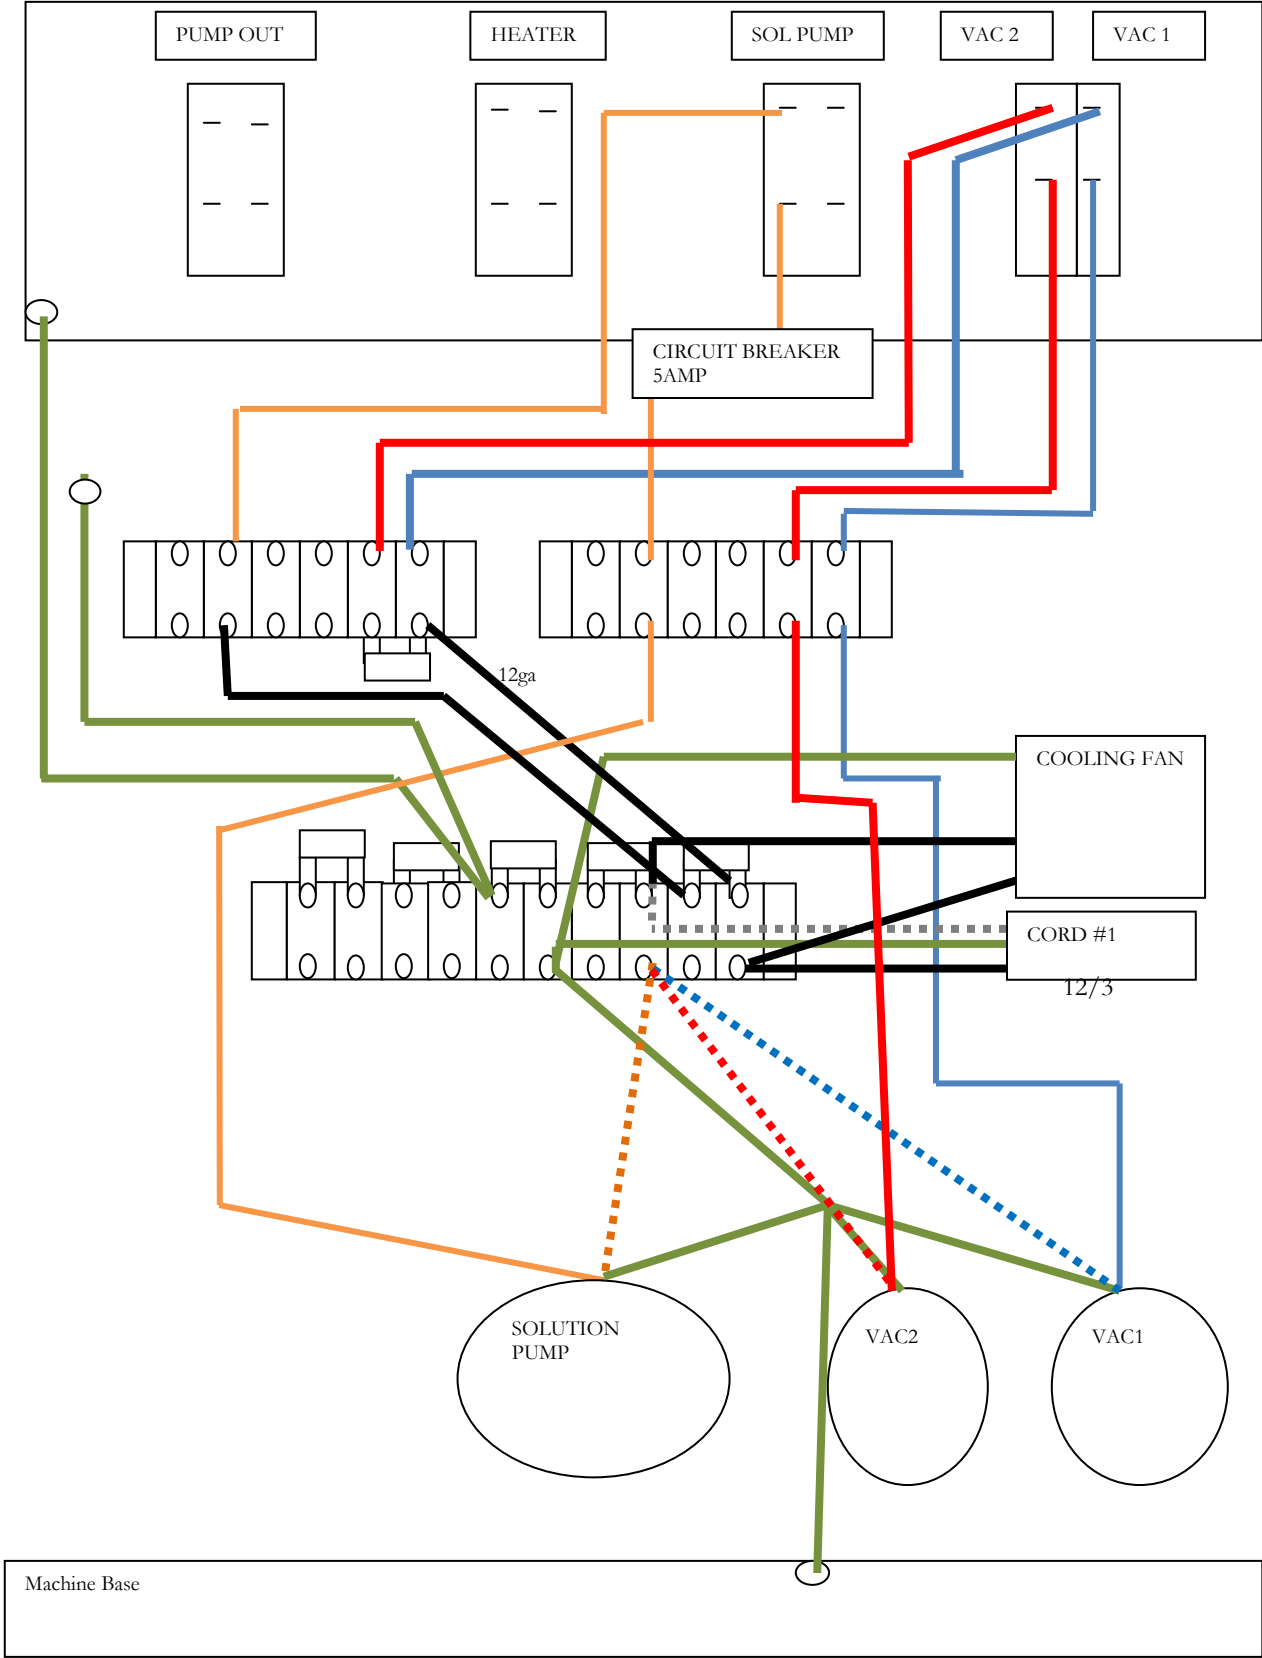 PUMP OUT
HEATER
SOL PUMP
VAC 2
VAC 1
CIRCUIT BREAKER
5AMP
12ga
COOLING FAN
CORD #1
12/3
SOLUTION
PUMP
VAC2
VAC1
Machine Base